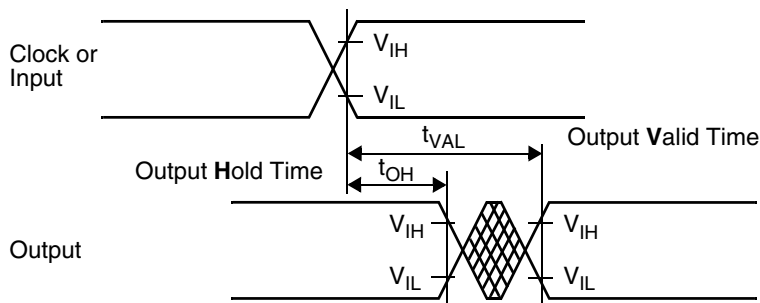 Clock or
Input
V_IH
V_IL
t_VAL
Output Valid Time
Output Hold Time
t_OH
Output
V_IH
V_IL
V_IH
V_IL